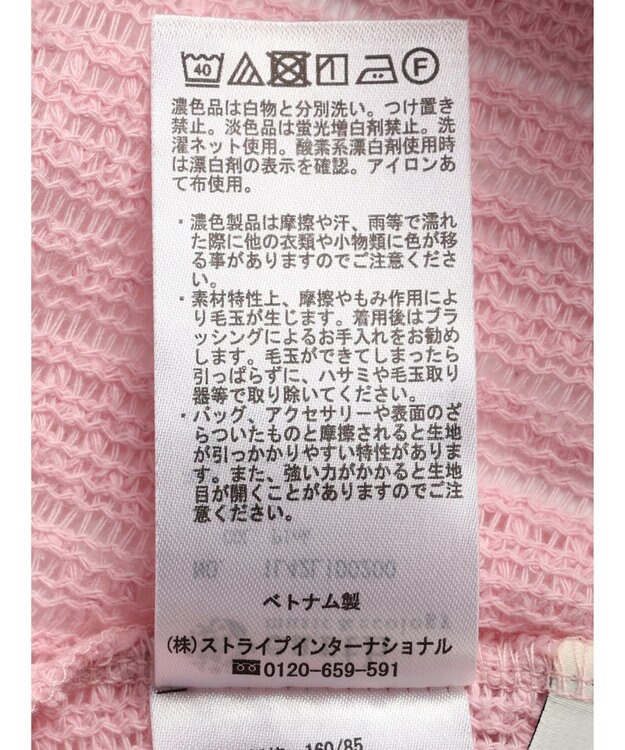 40 F
濃色品は白物と分別洗い。つけ置き
禁止。淡色品は蛍光増白剤禁止。洗
濯ネット使用。酸素系漂白剤使用時
は漂白剤の表示を確認。アイロンあ
て布使用。
・濃色製品は摩擦や汗、雨等で濡れ
た際に他の衣類や小物類に色が移
る事がありますのでご注意くださ
い。
・素材特性上、摩擦やもみ作用によ
り毛玉が生じます。着用後はブラ
ッシングによるお手入れをお勧め
します。毛玉ができてしまったら
引っぱらずに、ハサミや毛玉取り
器等で取り除いてください。
・バッグ、アクセサリーや表面のざ
らついたものと摩擦されると生地
が引っかかりやすい特性がありま
す。また、強い力がかかると生地
目が開くことがありますのでご注
意ください。
NO. 1L42L1D0200
ベトナム製
(株)ストライプインターナショナル
0120-659-591
160/85